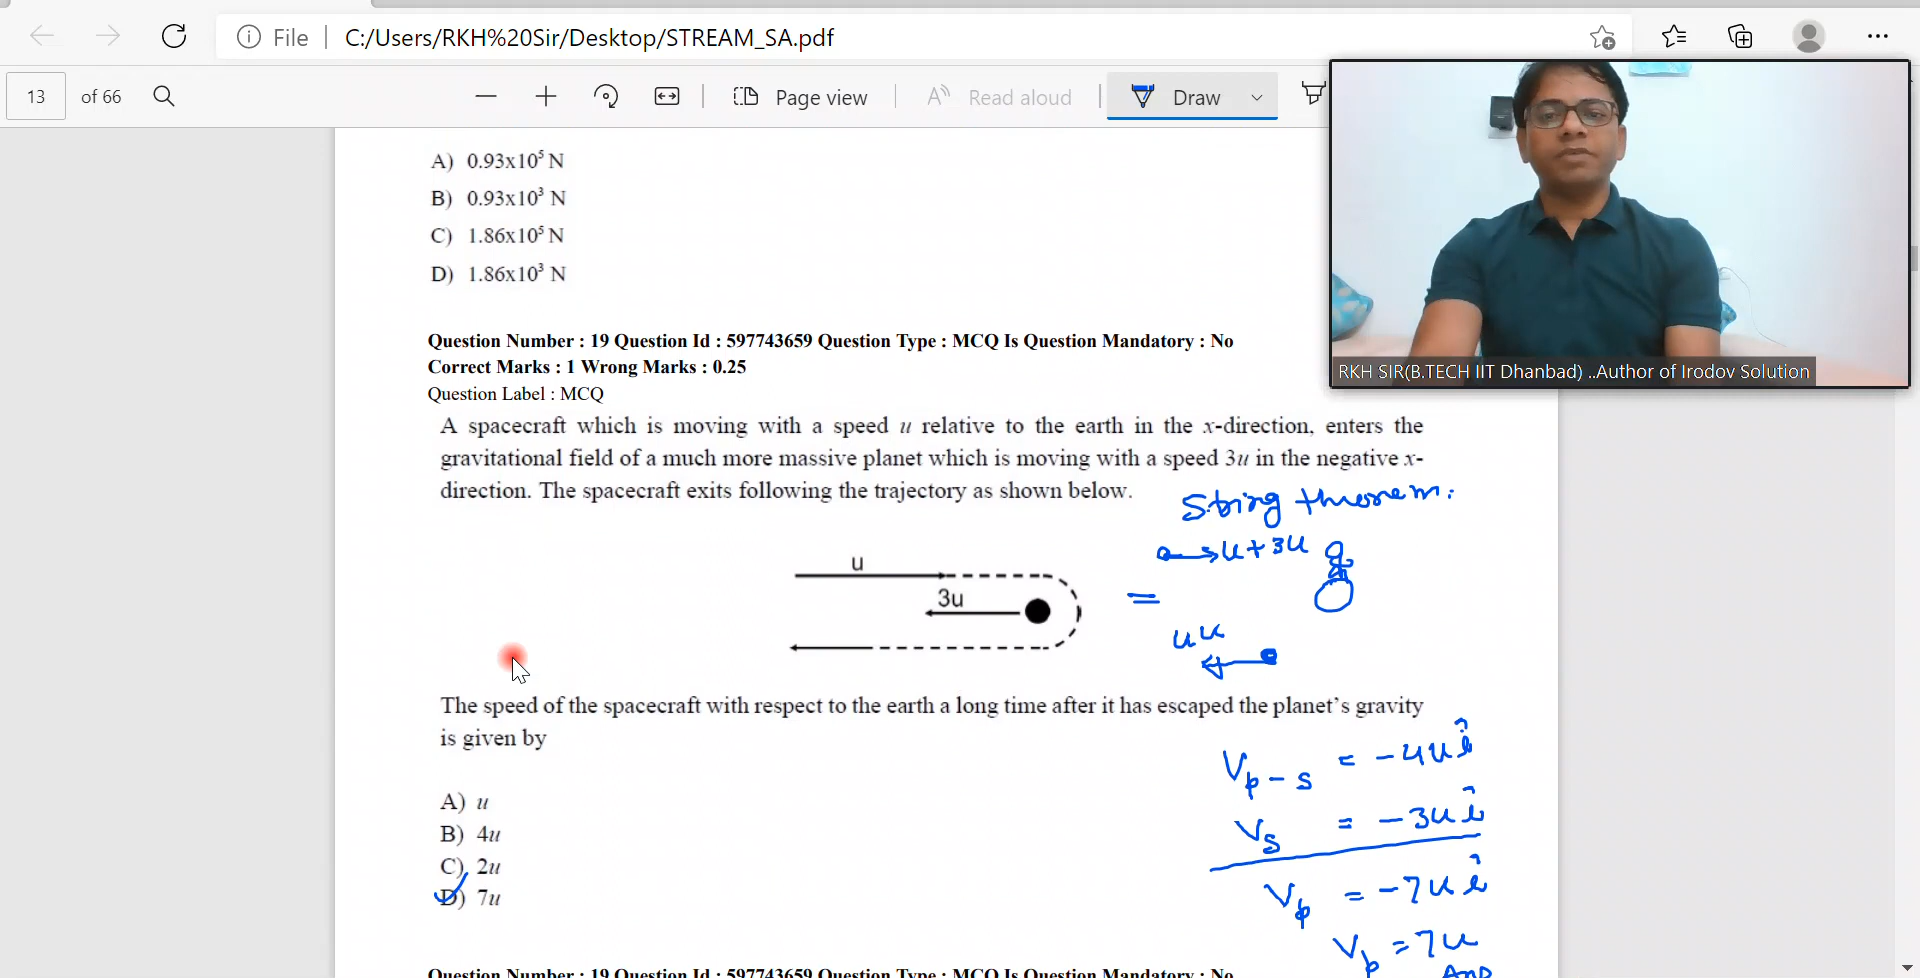 File C:/Users/RKH%20Sir/Desktop/STREAM_SA.pdf
13 of 66 Page view Read aloud Draw
A) 0.93x10⁵ N
B) 0.93x10³ N
C) 1.86x10⁵ N
D) 1.86x10³ N
RKH SIR(B.TECH IIT Dhanbad) ..Author of Irodov Solution
Question Number : 19 Question Id : 597743659 Question Type : MCQ Is Question Mandatory : No
Correct Marks : 1 Wrong Marks : 0.25
Question Label : MCQ
A spacecraft which is moving with a speed u relative to the earth in the x-direction, enters the
gravitational field of a much more massive planet which is moving with a speed 3u in the negative x-
direction. The spacecraft exits following the trajectory as shown below.
String theorem:
u
u+3u
3u
=
The speed of the spacecraft with respect to the earth a long time after it has escaped the planet's gravity
is given by
V_p-s = -4u î
A) u
V_s = -3u î
B) 4u
C) 2u
D) 7u
V_p = -7u î
V_p = 7u
Ans
Question Number : 19 Question Id : 597743659 Question Type : MCQ Is Question Mandatory : No